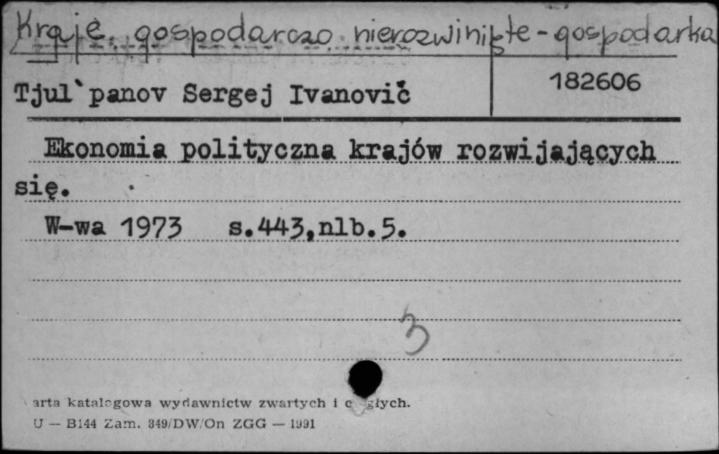 Kraje gospodarczo nierozwinięte - gospodarka
Tjul`panov Sergej Ivanovič
182606
Ekonomia polityczna krajów rozwijających
się.
W-wa 1973 s.443,nlb.5.
3
arta katalogowa wydawnictw zwartych i
U — B144 Zam. 849/DW/On ZGG — 1991